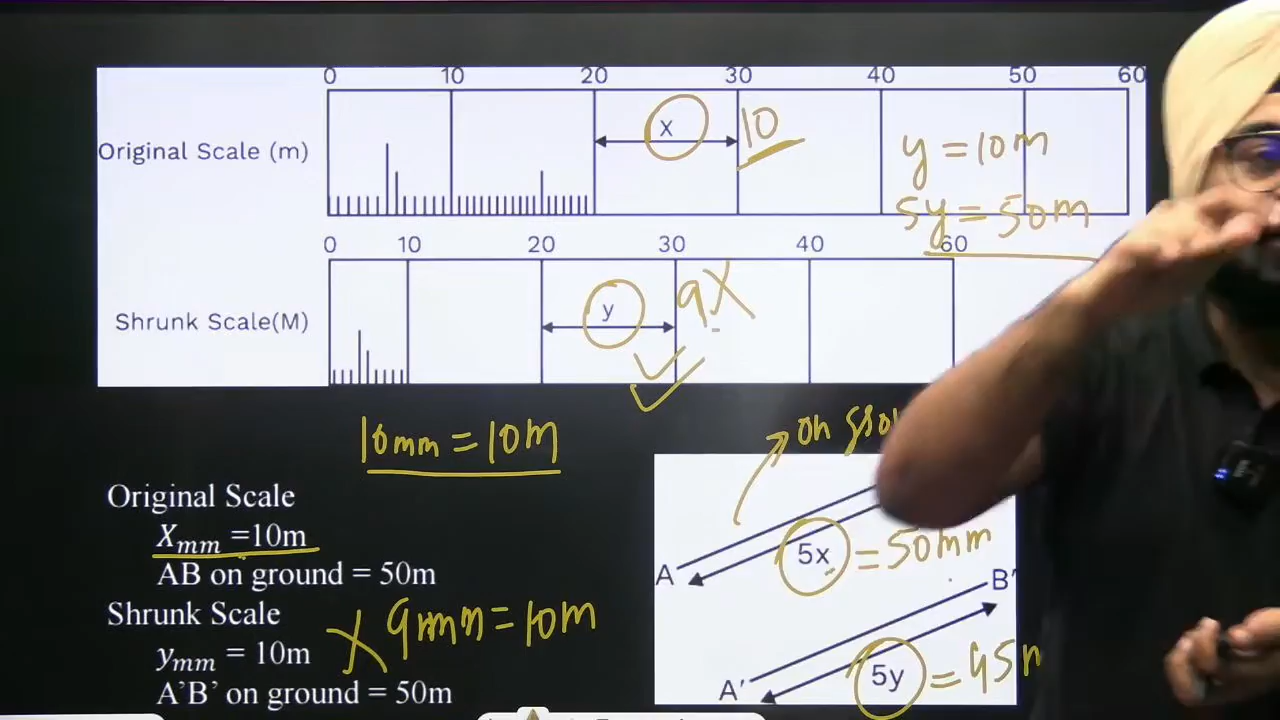 0 10 20 30 40 50 60
Original Scale (m)
x
10
y = 10m
5y = 50m
0 10 20 30 40 60
Shrunk Scale(M)
y
9X
10mm = 10m
on
Original Scale
Xmm =10m
AB on ground = 50m
Shrunk Scale
X 9mm = 10m
ymm = 10m
A'B' on ground = 50m
A
5x = 50mm
B'
A'
5y = 45